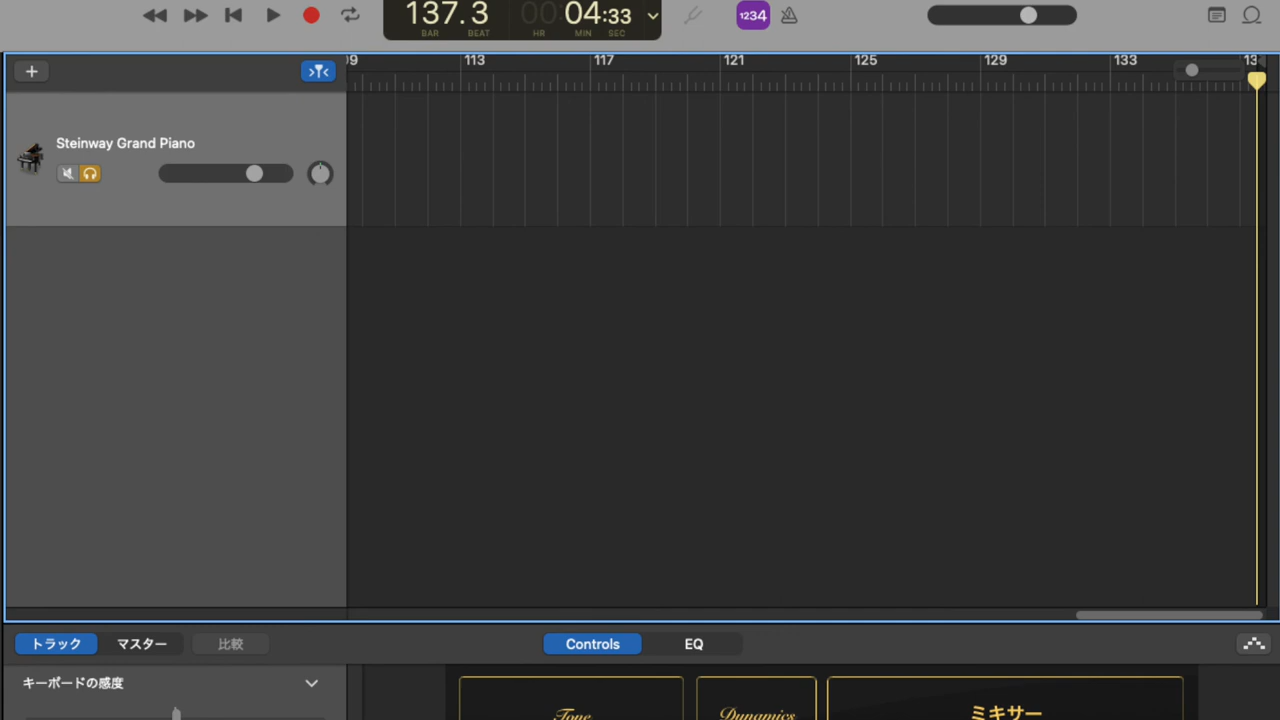 137.3 00 04:33
BAR BEAT HR MIN SEC
1234
09 113 117 121 125 129 133
Steinway Grand Piano
トラック マスター 比較 Controls EQ
キーボードの感度
Tone Dynamics ミキサー